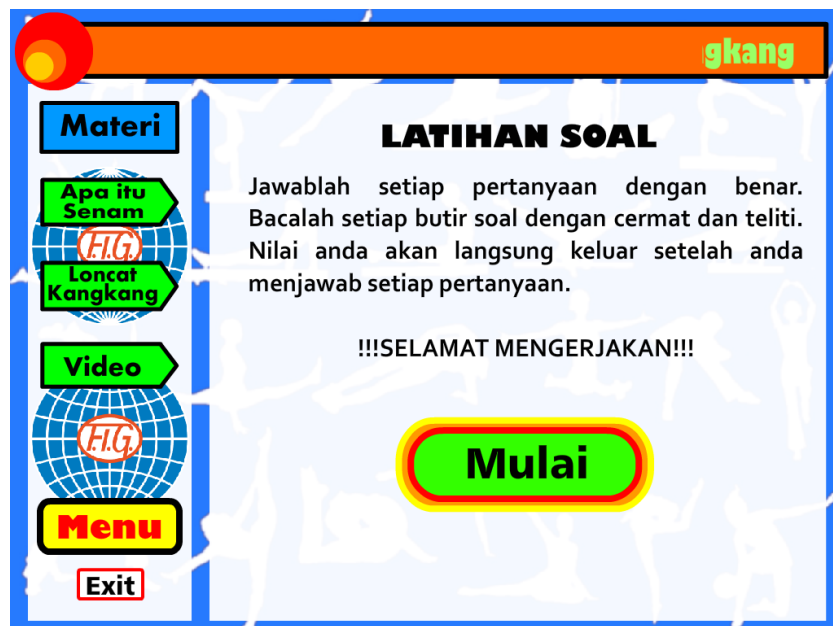 gkang
Materi
Apa itu
Senam
F.I.G.
Loncat
Kangkang
Video
F.I.G.
Menu
Exit
LATIHAN SOAL
Jawablah setiap pertanyaan dengan benar.
Bacalah setiap butir soal dengan cermat dan teliti.
Nilai anda akan langsung keluar setelah anda
menjawab setiap pertanyaan.
!!!SELAMAT MENGERJAKAN!!!
Mulai